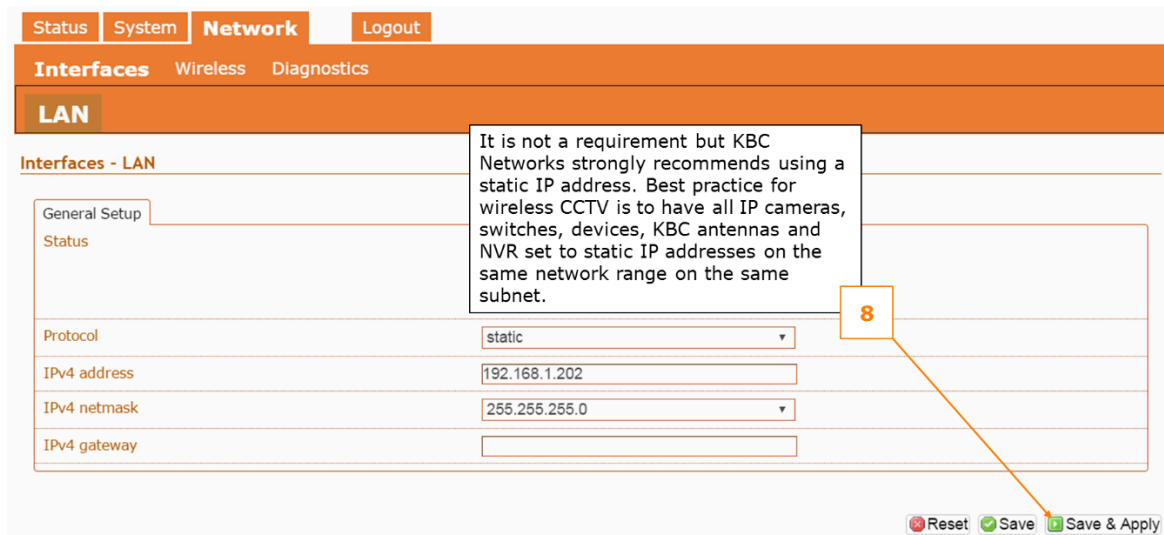 Status System Network Logout
Interfaces Wireless Diagnostics
LAN
Interfaces - LAN
It is not a requirement but KBC
Networks strongly recommends using a
static IP address. Best practice for
wireless CCTV is to have all IP cameras,
switches, devices, KBC antennas and
NVR set to static IP addresses on the
same network range on the same
subnet.
General Setup
Status
8
Protocol static
IPv4 address 192.168.1.202
IPv4 netmask 255.255.255.0
IPv4 gateway
Reset Save Save & Apply